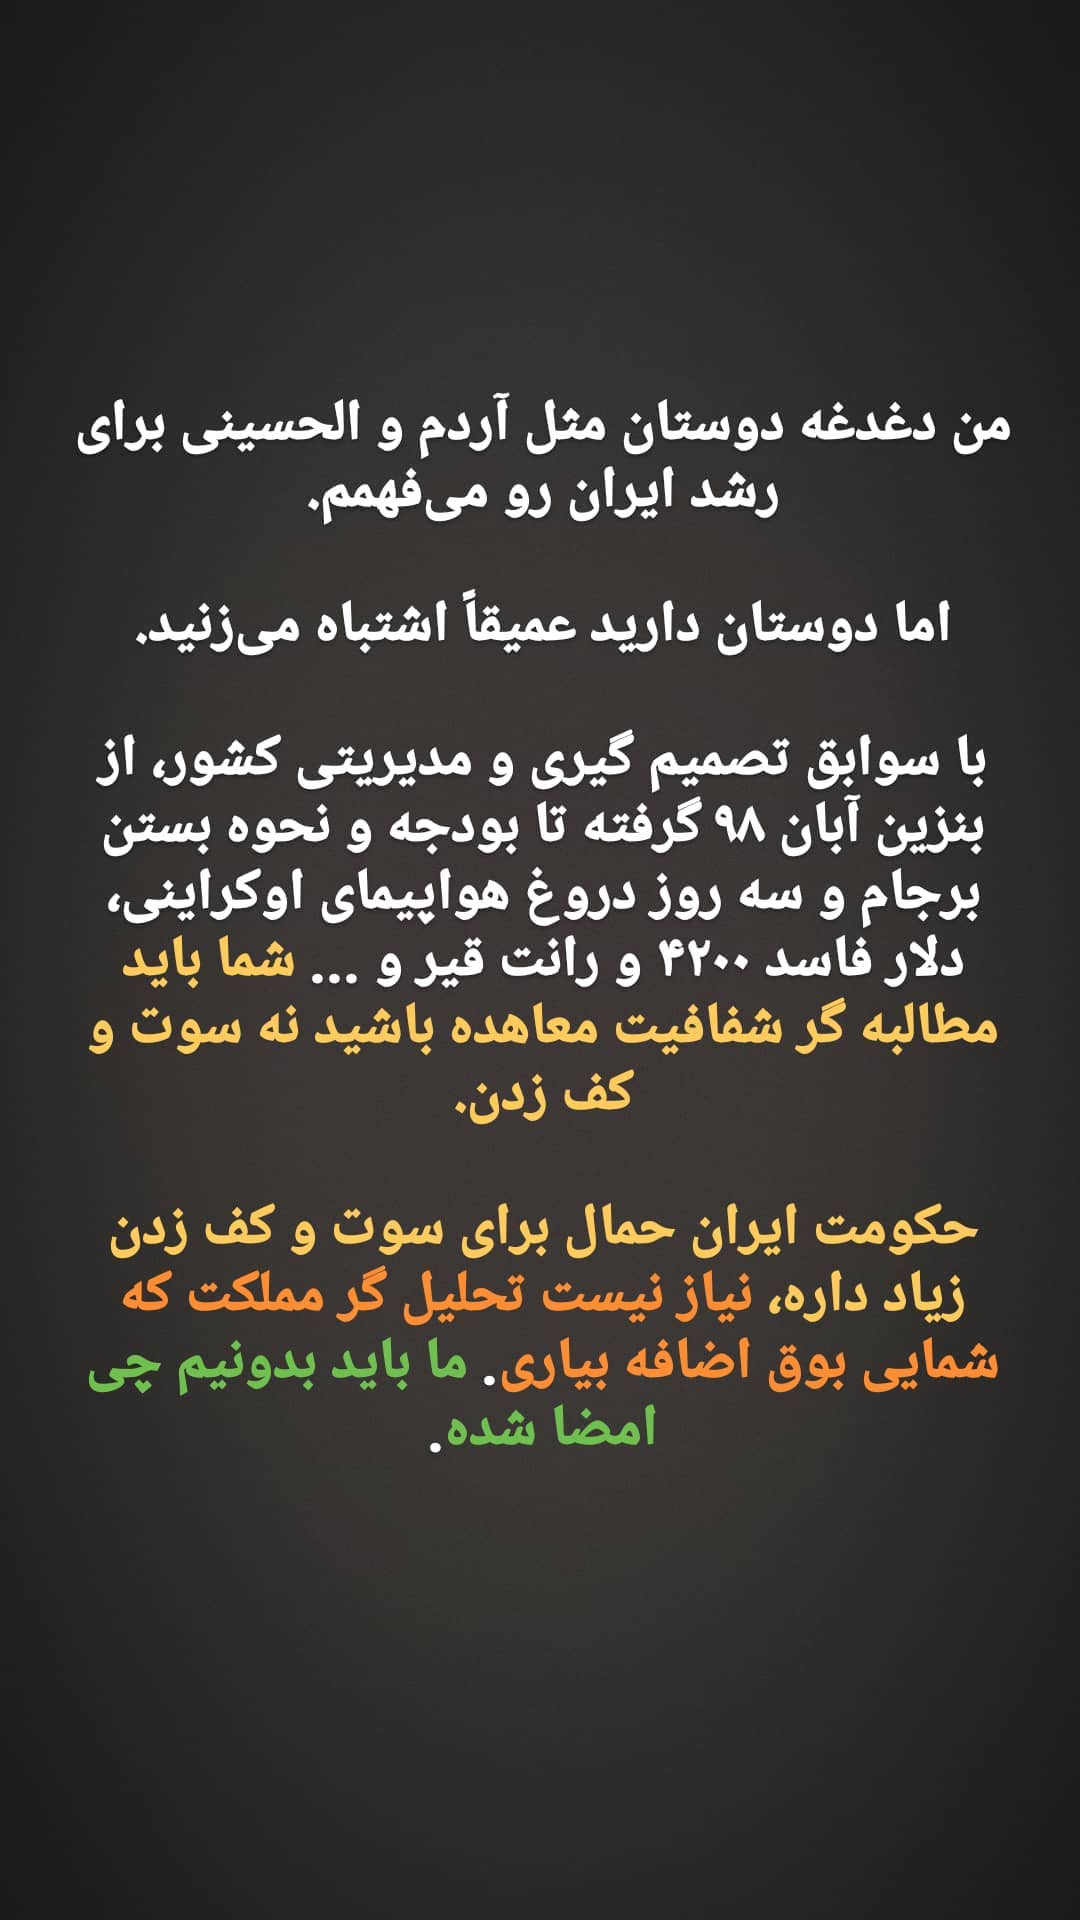 من دغدغه دوستان مثل آردم و الحسینی برای
رشد ایران رو می‌فهمم.
اما دوستان دارید عمیقاً اشتباه می‌زنید.
با سوابق تصمیم گیری و مدیریتی کشور، از
بنزین آبان ۹۸ گرفته تا بودجه و نحوه بستن
برجام و سه روز دروغ هواپیمای اوکراینی،
دلار فاسد ۴۲۰۰ و رانت قیر و ... شما باید
مطالبه گر شفافیت معاهده باشید نه سوت و
کف زدن.
حکومت ایران حمال برای سوت و کف زدن
زیاد داره، نیاز نیست تحلیل گر مملکت که
شمایی بوق اضافه بیاری. ما باید بدونیم چی
امضا شده.